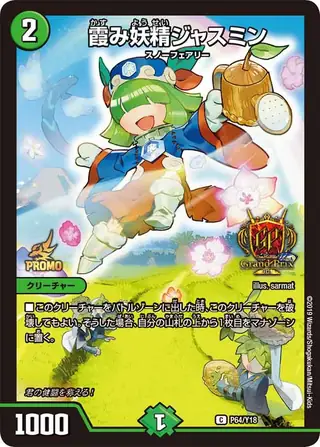 2
かす ようせい
霞み妖精ジャスミン
スノーフェアリー
PROMO
Grand Prix
クリーチャー
illus. sarmat
■このクリーチャーをバトルゾーンに出した時、このクリーチャーを破
壊してもよい。そうした場合、自分の山札の上から1枚目をマナゾーン
に置く。
君の健闘を称える!
©2019 Wizards/Shogakukan/Mitsui-Kids
C P64/Y18
1000
1